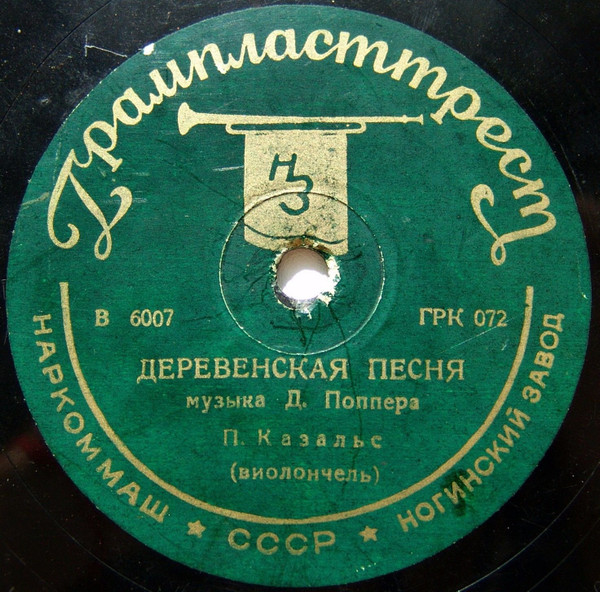 Грампласттрест
НЗ
В 6007
ГРК 072
ДЕРЕВЕНСКАЯ ПЕСНЯ
музыка Д. Поппера
П. Казальс
(виолончель)
НАРКОММАШ ★ СССР ★ НОГИНСКИЙ ЗАВОД